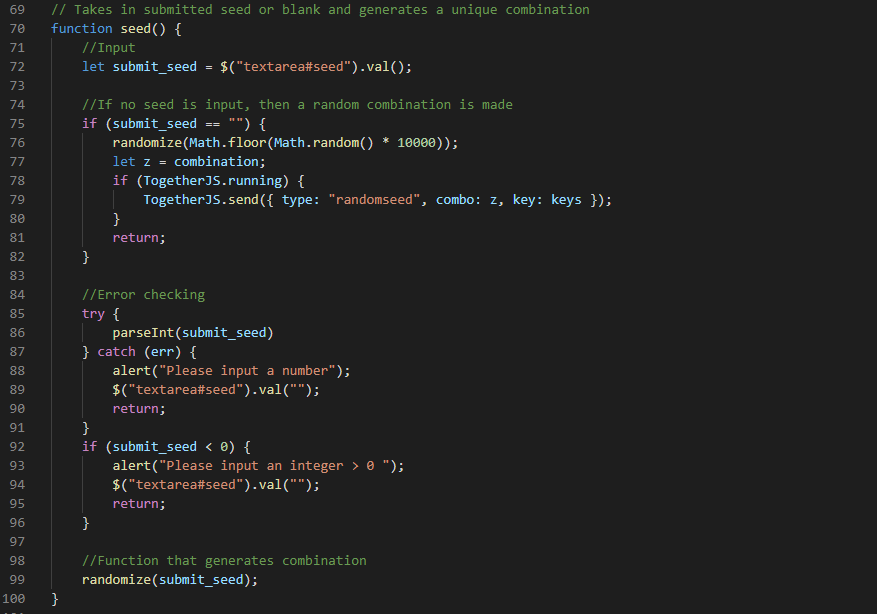 69 // Takes in submitted seed or blank and generates a unique combination
70 function seed() {
71 //Input
72 let submit_seed = $("textarea#seed").val();
73
74 //If no seed is input, then a random combination is made
75 if (submit_seed == "") {
76 randomize(Math.floor(Math.random() * 10000));
77 let z = combination;
78 if (TogetherJS.running) {
79 TogetherJS.send({ type: "randomseed", combo: z, key: keys });
80 }
81 return;
82 }
83
84 //Error checking
85 try {
86 parseInt(submit_seed)
87 } catch (err) {
88 alert("Please input a number");
89 $("textarea#seed").val("");
90 return;
91 }
92 if (submit_seed < 0) {
93 alert("Please input an integer > 0 ");
94 $("textarea#seed").val("");
95 return;
96 }
97
98 //Function that generates combination
99 randomize(submit_seed);
100 }